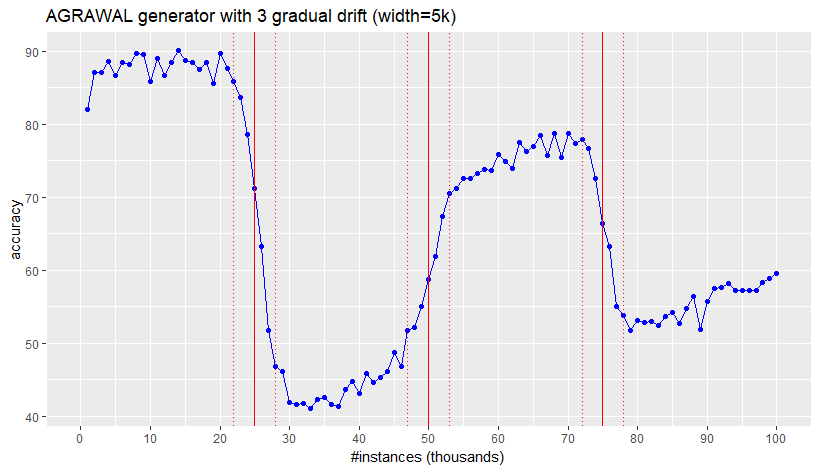 AGRAWAL generator with 3 gradual drift (width=5k)
90
80
70
60
50
40
accuracy
0 10 20 30 40 50 60 70 80 90 100
#instances (thousands)